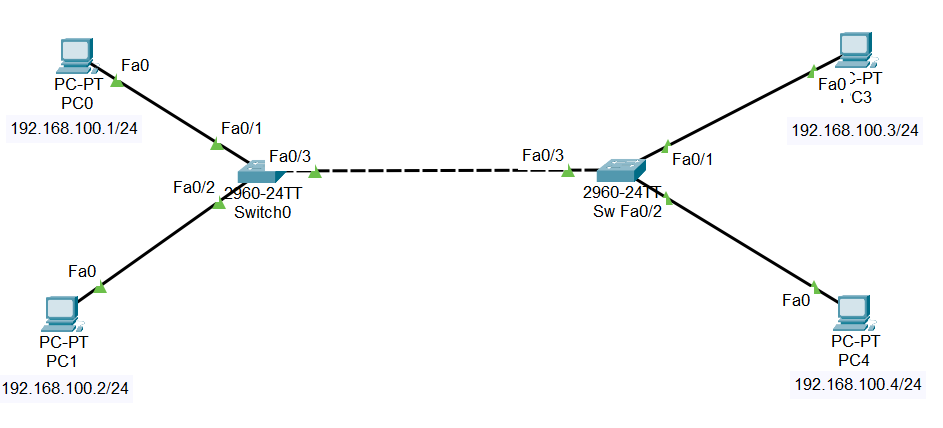 Fa0
PC-PT
PC0
192.168.100.1/24
Fa0/1
Fa0/3
Fa0/2
2960-24TT
Switch0
Fa0
PC-PT
PC1
192.168.100.2/24
Fa0/3
Fa0/1
2960-24TT
Sw Fa0/2
Fa0
-PT
C3
192.168.100.3/24
Fa0
PC-PT
PC4
192.168.100.4/24